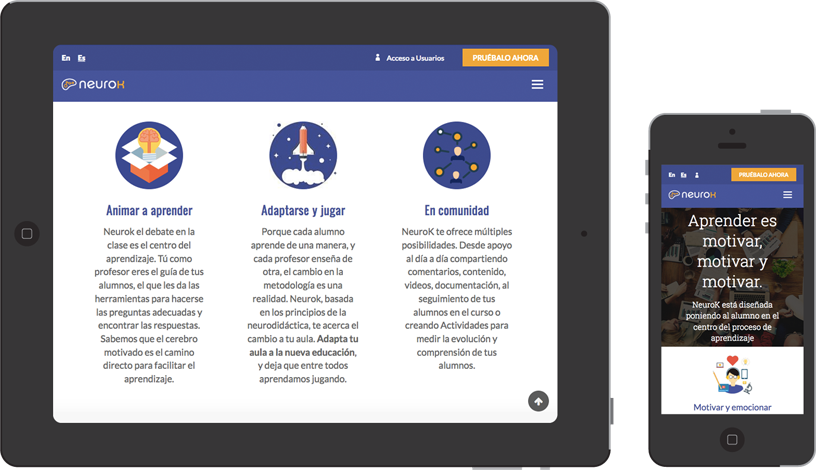 En Es
Acceso a Usuarios
PRUÉBALO AHORA
neurok
Animar a aprender
Neurok el debate en la
clase es el centro del
aprendizaje. Tú como
profesor eres el guía de tus
alumnos, el que les da las
herramientas para hacerse
las preguntas adecuadas y
encontrar las respuestas.
Sabemos que el cerebro
motivado es el camino
directo para facilitar el
aprendizaje.
Adaptarse y jugar
Porque cada alumno
aprende de una manera, y
cada profesor enseña de
otra, el cambio en la
metodología es una
realidad. Neurok, basada
en los principios de la
neurodidáctica, te acerca el
cambio a tu aula. Adapta tu
aula a la nueva educación,
y deja que entre todos
aprendamos jugando.
En comunidad
NeuroK te ofrece múltiples
posibilidades. Desde apoyo
al día a día compartiendo
comentarios, contenido,
videos, documentación, al
seguimiento de tus
alumnos en el curso o
creando Actividades para
medir la evolución y
comprensión de tus
alumnos.
En Es
PRUÉBALO AHORA
neurok
Aprender es
motivar,
motivar y
motivar.
NeuroK está diseñada
poniendo al alumno en el
centro del proceso de
aprendizaje
Motivar y emocionar